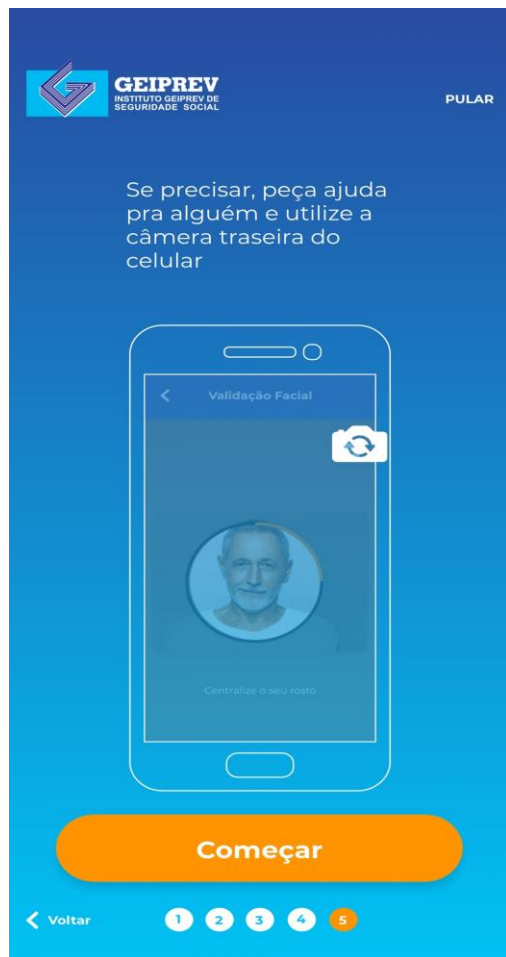 GEIPREV
INSTITUTO GEIPREV DE
SEGURIDADE SOCIAL
PULAR
Se precisar, peça ajuda
pra alguém e utilize a
câmera traseira do
celular
Validação Facial
Centralize o seu rosto
Começar
Voltar
1 2 3 4 5